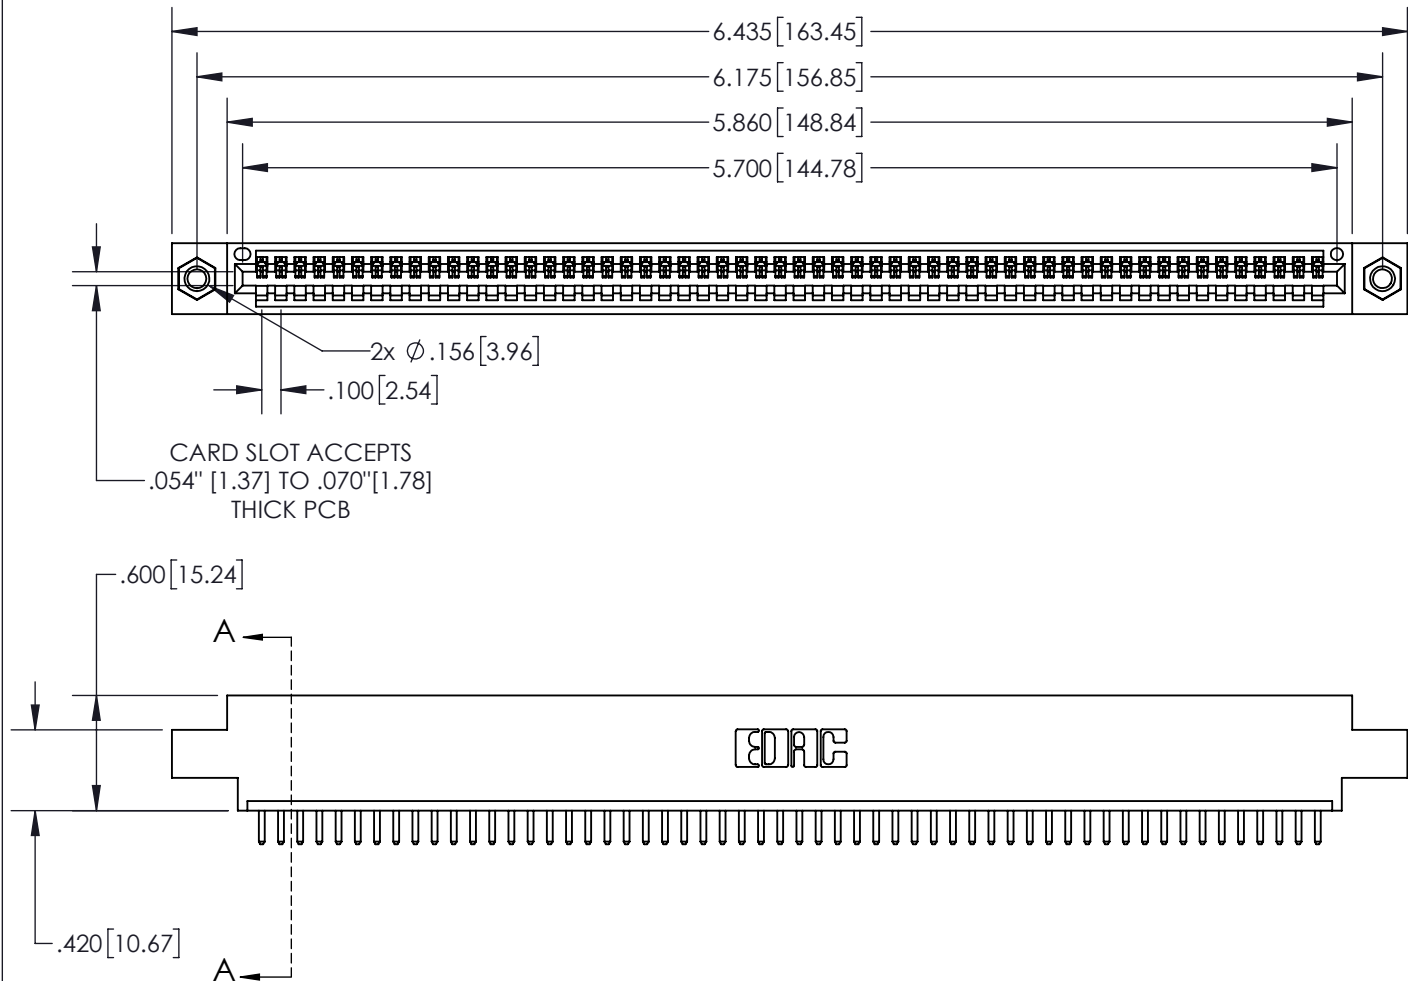 6.435[163.45]
6.175[156.85]
5.860[148.84]
5.700[144.78]
2x Ø.156[3.96]
.100[2.54]
CARD SLOT ACCEPTS
.054" [1.37] TO .070"[1.78]
THICK PCB
.600[15.24]
A
EDAC
.420[10.67]
A